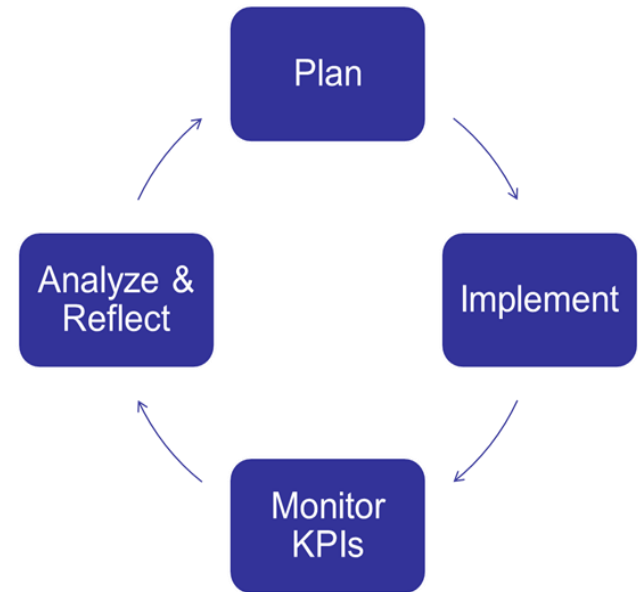 Plan
Implement
Monitor
KPIs
Analyze &
Reflect